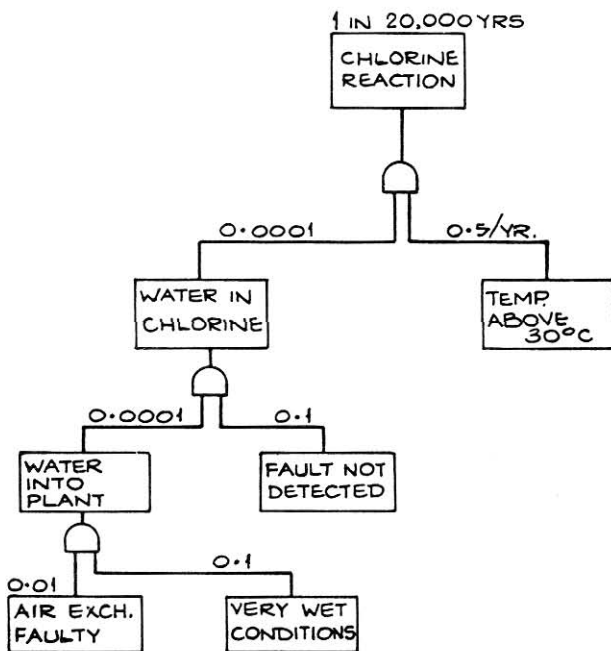 1 IN 20,000 YRS
CHLORINE
REACTION
0·0001
0·5/YR.
WATER IN
CHLORINE
TEMP.
ABOVE
30°C
0·0001
0·1
WATER
INTO
PLANT
FAULT NOT
DETECTED
0·01
0·1
AIR EXCH.
FAULTY
VERY WET
CONDITIONS